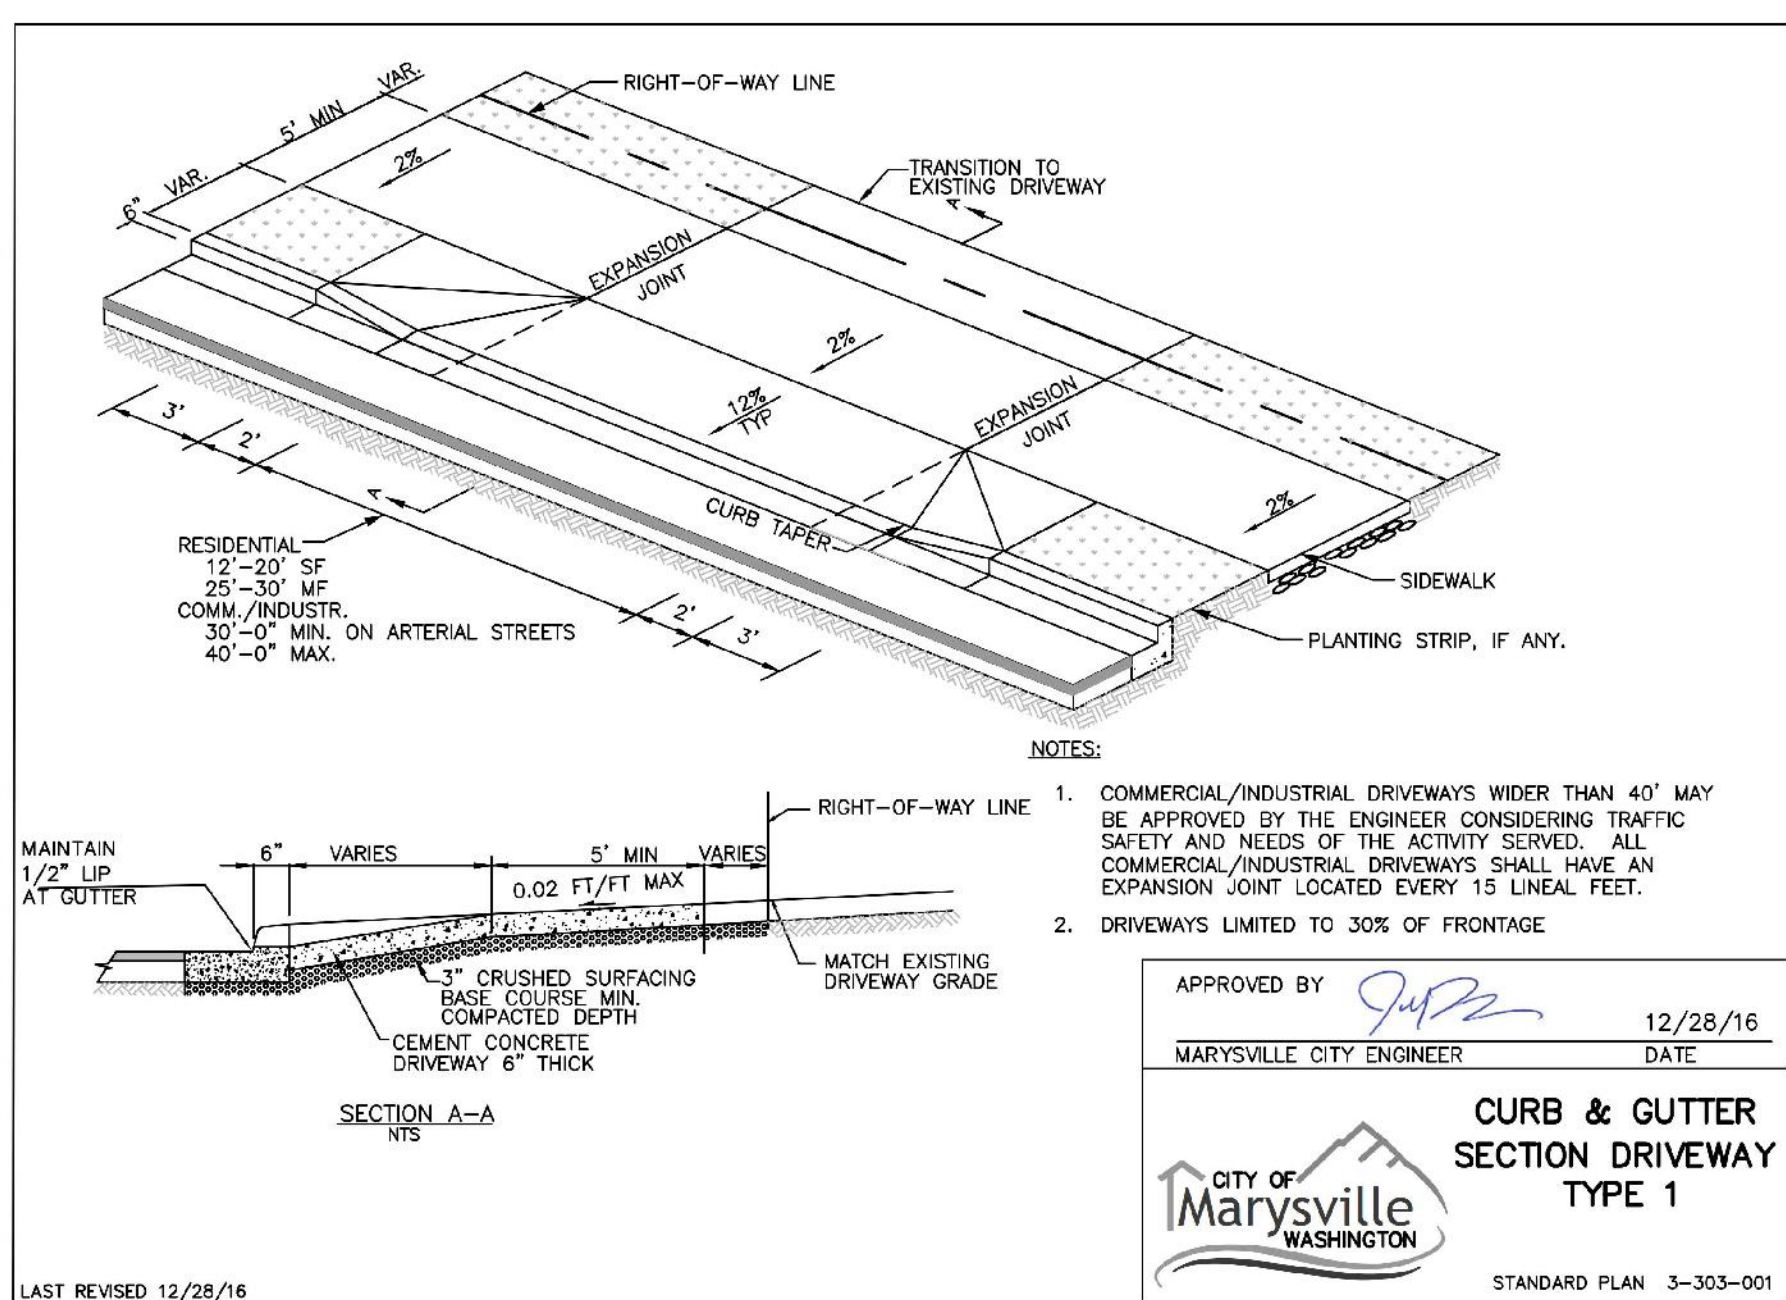 VAR.
5' MIN
VAR.
6"
RIGHT-OF-WAY LINE
2%
TRANSITION TO
EXISTING DRIVEWAY
A
EXPANSION
JOINT
2%
12%
TYP
EXPANSION
JOINT
2%
3'
2'
A
CURB TAPER
RESIDENTIAL
12'-20' SF
25'-30' MF
COMM./INDUSTR.
30'-0" MIN. ON ARTERIAL STREETS
40'-0" MAX.
2'
3'
SIDEWALK
PLANTING STRIP, IF ANY.
MAINTAIN
1/2" LIP
AT GUTTER
6"
VARIES
5' MIN
VARIES
0.02 FT/FT MAX
RIGHT-OF-WAY LINE
MATCH EXISTING
DRIVEWAY GRADE
3" CRUSHED SURFACING
BASE COURSE MIN.
COMPACTED DEPTH
CEMENT CONCRETE
DRIVEWAY 6" THICK
SECTION A-A
NTS
NOTES:
1. COMMERCIAL/INDUSTRIAL DRIVEWAYS WIDER THAN 40' MAY
BE APPROVED BY THE ENGINEER CONSIDERING TRAFFIC
SAFETY AND NEEDS OF THE ACTIVITY SERVED. ALL
COMMERCIAL/INDUSTRIAL DRIVEWAYS SHALL HAVE AN
EXPANSION JOINT LOCATED EVERY 15 LINEAL FEET.
2. DRIVEWAYS LIMITED TO 30% OF FRONTAGE
APPROVED BY
12/28/16
MARYSVILLE CITY ENGINEER
DATE
CITY OF
Marysville
WASHINGTON
CURB & GUTTER
SECTION DRIVEWAY
TYPE 1
STANDARD PLAN 3-303-001
LAST REVISED 12/28/16